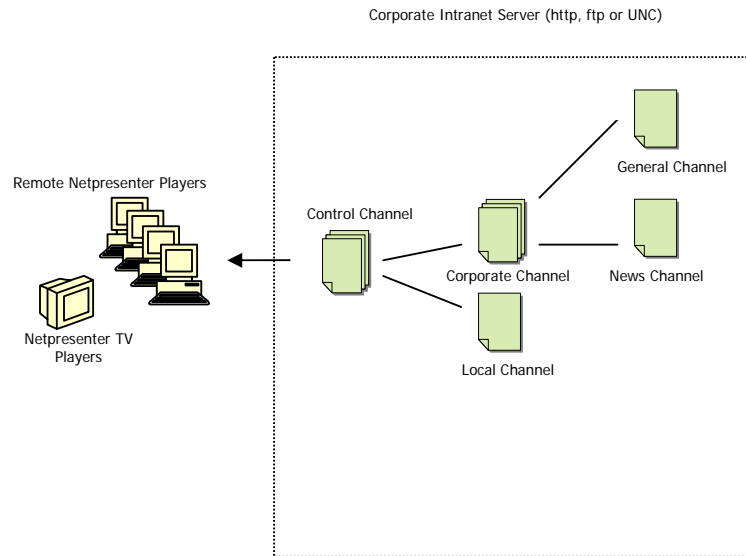 Corporate Intranet Server (http, ftp or UNC)
General Channel
Remote Netpresenter Players
Control Channel
Corporate Channel
News Channel
Netpresenter TV
Players
Local Channel